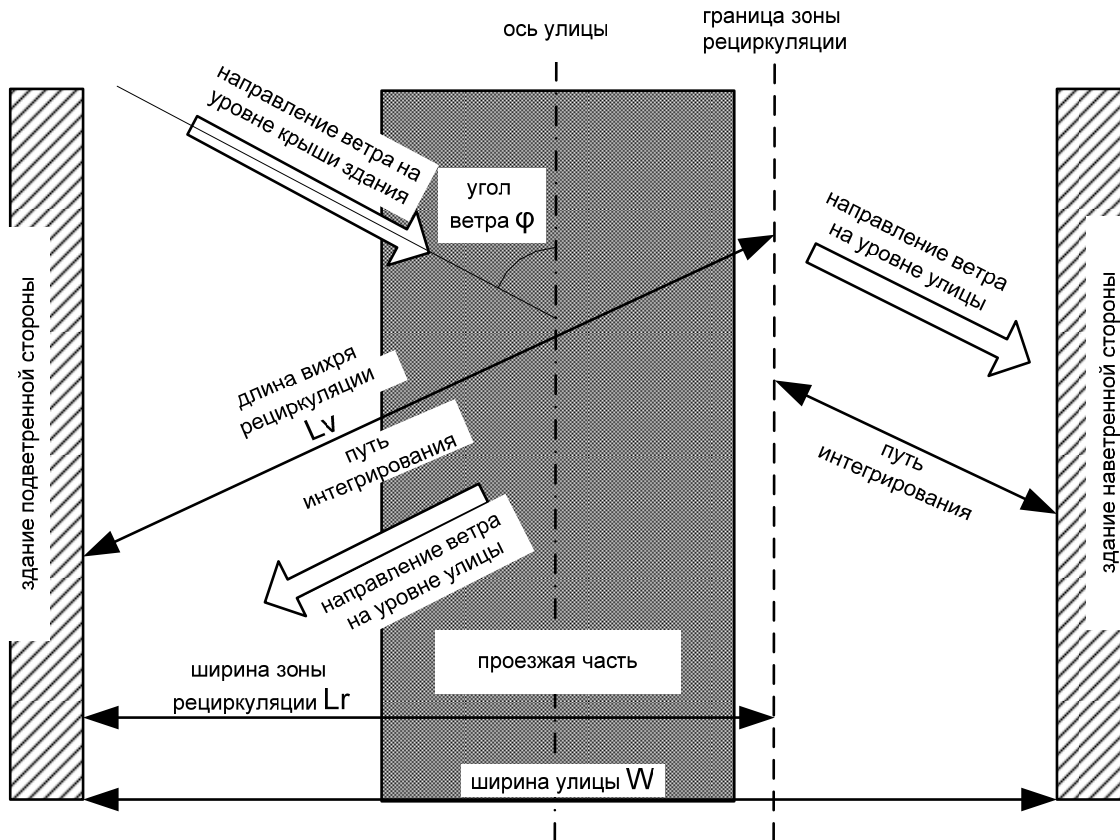 ось улицы
граница зоны
рециркуляции
направление ветра на
уровне крыши здания
угол
ветра φ
направление ветра
на уровне улицы
здание подветренной стороны
здание наветренной стороны
длина вихря
рециркуляции
Lv
путь
интегрирования
путь
интегрирования
направление ветра
на уровне улицы
проезжая часть
ширина зоны
рециркуляции Lr
ширина улицы W